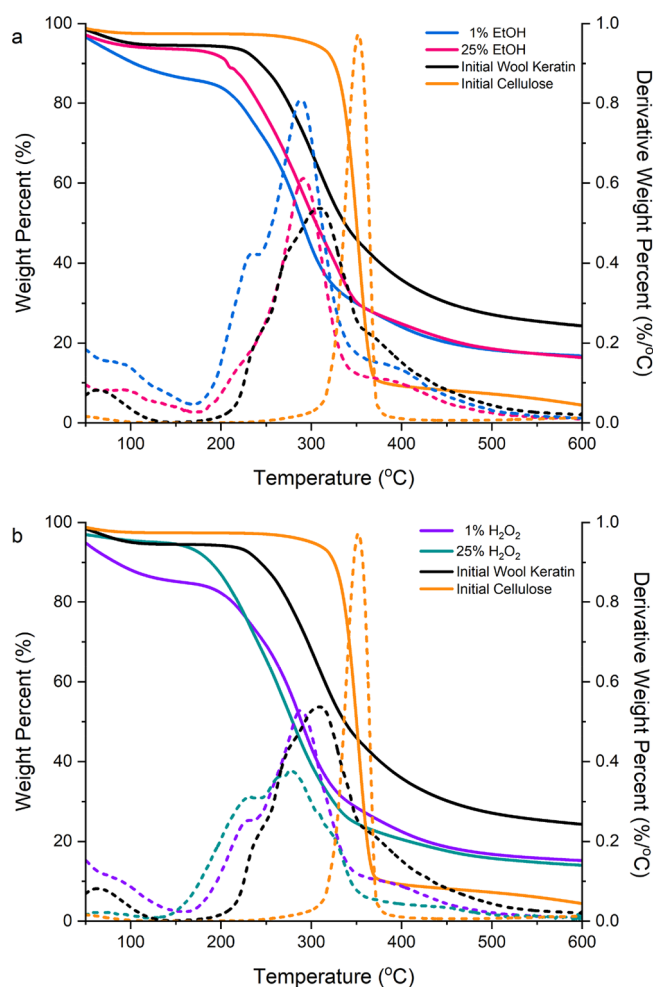 a
1% EtOH
25% EtOH
Initial Wool Keratin
Initial Cellulose
100
80
60
40
20
0
Weight Percent (%)
1.0
0.8
0.6
0.4
0.2
0.0
Derivative Weight Percent (%/°C)
100 200 300 400 500 600
Temperature (°C)
b
1% H₂O₂
25% H₂O₂
Initial Wool Keratin
Initial Cellulose
100
80
60
40
20
0
Weight Percent (%)
1.0
0.8
0.6
0.4
0.2
0.0
Derivative Weight Percent (%/°C)
100 200 300 400 500 600
Temperature (°C)